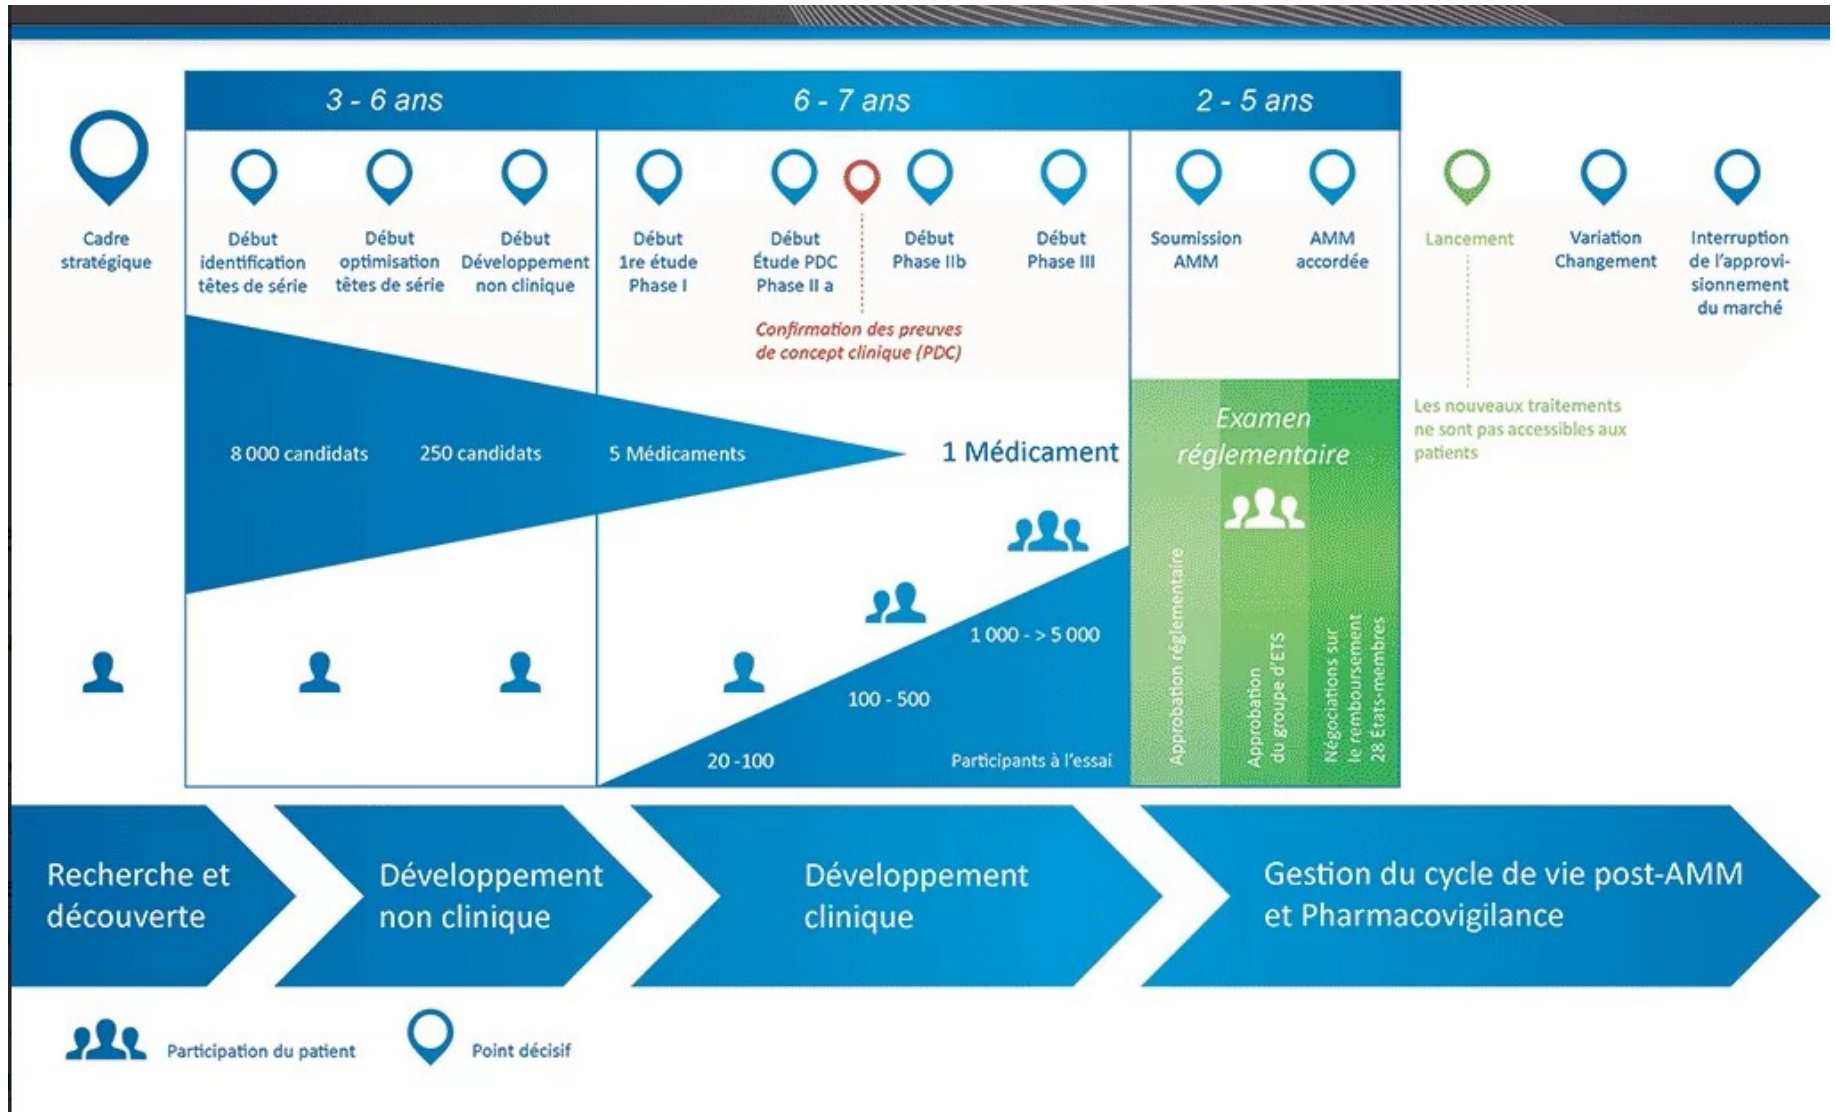 3 - 6 ans
6 - 7 ans
2 - 5 ans
Cadre
stratégique
Début
identification
têtes de série
Début
optimisation
têtes de série
Début
Développement
non clinique
Début
1re étude
Phase I
Début
Étude PDC
Phase II a
Début
Phase IIb
Début
Phase III
Soumission
AMM
AMM
accordée
Lancement
Variation
Changement
Interruption
de l'approvi-
sionnement
du marché
Confirmation des preuves
de concept clinique (PDC)
8 000 candidats
250 candidats
5 Médicaments
1 Médicament
Examen
réglementaire
Les nouveaux traitements
ne sont pas accessibles aux
patients
1 000 - > 5 000
100 - 500
20 -100
Participants à l'essai
Approbation réglementaire
Approbation
du groupe d'ETS
Négociations sur
le remboursement
28 États-membres
Recherche et
découverte
Développement
non clinique
Développement
clinique
Gestion du cycle de vie post-AMM
et Pharmacovigilance
Participation du patient
Point décisif